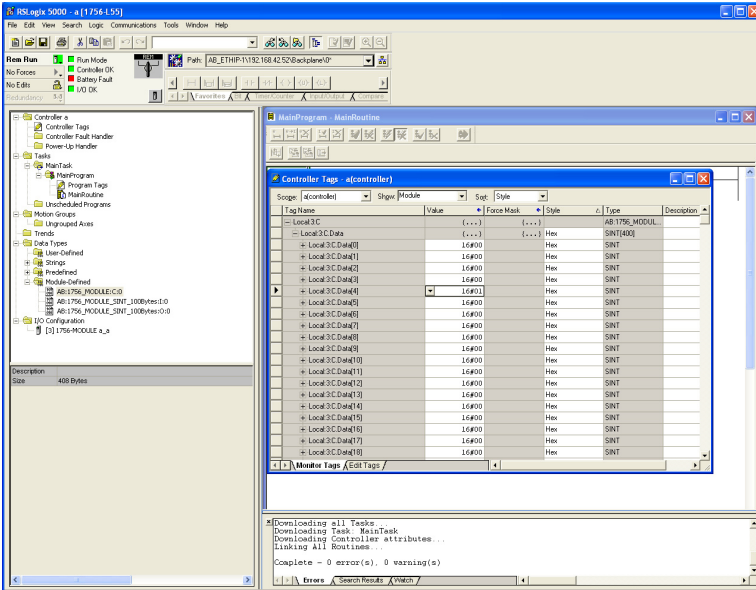 RSLogix 5000 - a [1756-L55]
File Edit View Search Logic Communications Tools Window Help
Rem Run
Run Mode
No Forces
Controller OK
Battery Fault
No Edits
I/O OK
Redundancy
REM
Path: AB_ETHIP-1\192.168.42.52\Backplane\0*
Favorites Bit Timer/Counter Input/Output Compare
Controller a
Controller Tags
Controller Fault Handler
Power-Up Handler
Tasks
MainTask
MainProgram
Program Tags
MainRoutine
Unscheduled Programs
Motion Groups
Ungrouped Axes
Trends
Data Types
User-Defined
Strings
Predefined
Module-Defined
AB:1756_MODULE:C:0
AB:1756_MODULE_SINT_100Bytes:I:0
AB:1756_MODULE_SINT_100Bytes:O:0
I/O Configuration
[3] 1756-MODULE a_a
Description
Size 408 Bytes
MainProgram - MainRoutine
Controller Tags - a(controller)
Scope: a(controller) Show: Module Sort: Style
Tag Name Value Force Mask Style Type Description
Local:3:C {...} {...} AB:1756_MODUL...
Local:3:C.Data {...} {...} Hex SINT[400]
Local:3:C.Data[0] 16#00 Hex SINT
Local:3:C.Data[1] 16#00 Hex SINT
Local:3:C.Data[2] 16#00 Hex SINT
Local:3:C.Data[3] 16#00 Hex SINT
Local:3:C.Data[4] 16#01 Hex SINT
Local:3:C.Data[5] 16#00 Hex SINT
Local:3:C.Data[6] 16#00 Hex SINT
Local:3:C.Data[7] 16#00 Hex SINT
Local:3:C.Data[8] 16#00 Hex SINT
Local:3:C.Data[9] 16#00 Hex SINT
Local:3:C.Data[10] 16#00 Hex SINT
Local:3:C.Data[11] 16#00 Hex SINT
Local:3:C.Data[12] 16#00 Hex SINT
Local:3:C.Data[13] 16#00 Hex SINT
Local:3:C.Data[14] 16#00 Hex SINT
Local:3:C.Data[15] 16#00 Hex SINT
Local:3:C.Data[16] 16#00 Hex SINT
Local:3:C.Data[17] 16#00 Hex SINT
Local:3:C.Data[18] 16#00 Hex SINT
Monitor Tags Edit Tags
Downloading all Tasks...
Downloading Task: MainTask
Downloading Controller attributes...
Linking All Routines...
Complete - 0 error(s), 0 warning(s)
Errors Search Results Watch